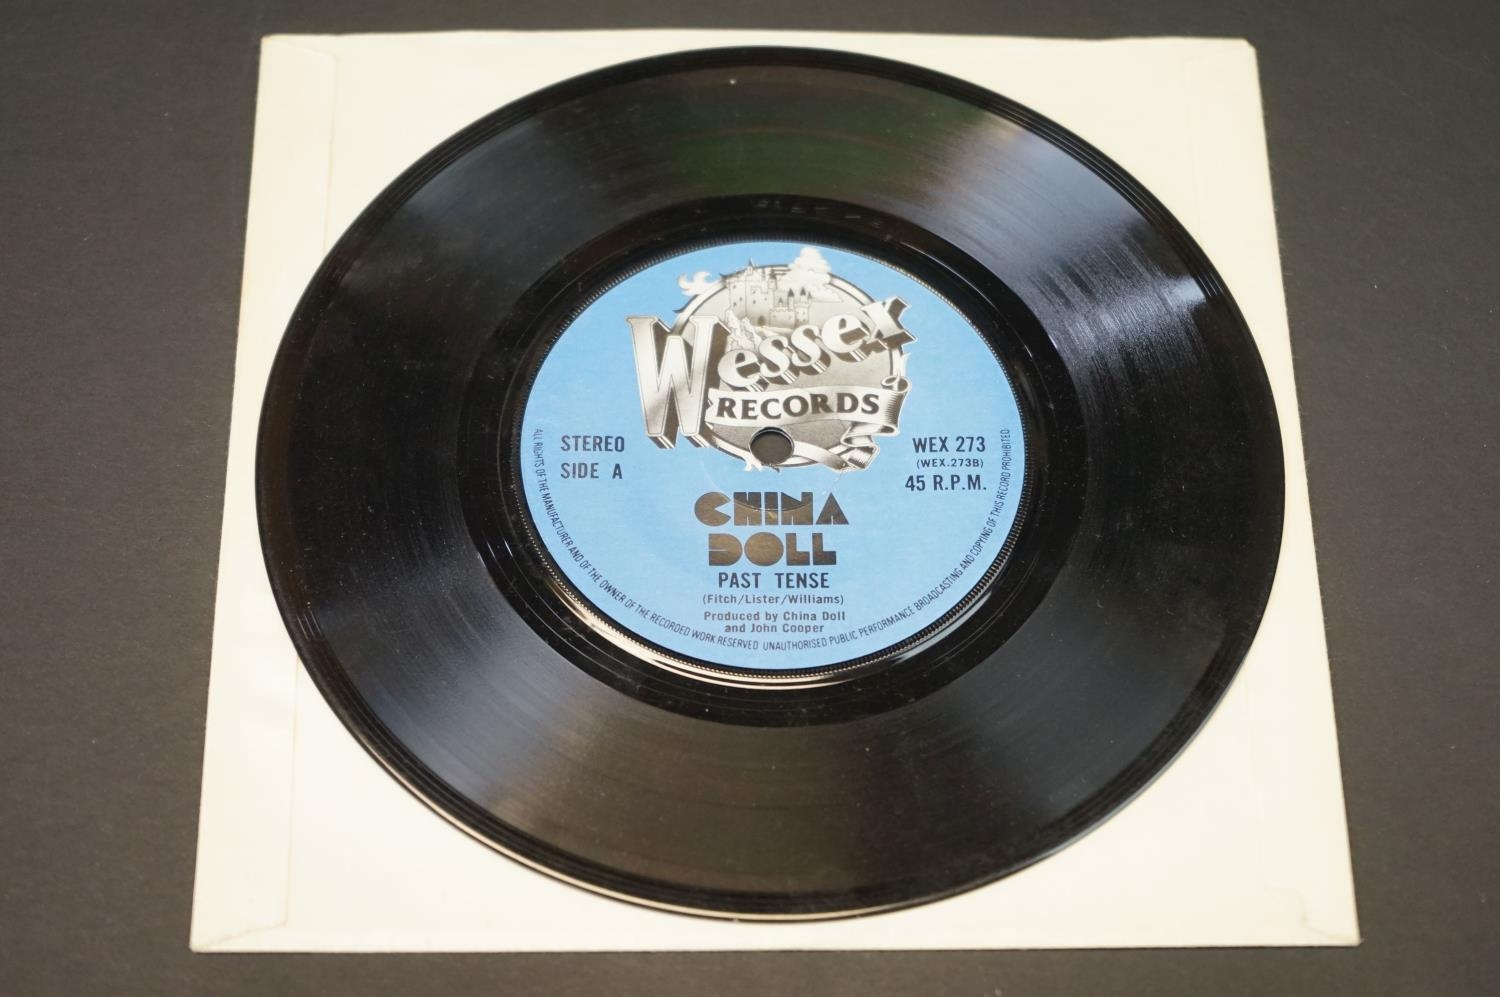 Wessex
RECORDS
STEREO
SIDE A
WEX 273
(WEX.273B)
45 R.P.M.
CHINA
DOLL
PAST TENSE
(Fitch/Lister/Williams)
Produced by China Doll
and John Cooper
ALL RIGHTS OF THE MANUFACTURER AND OF THE OWNER OF THE RECORDED WORK RESERVED UNAUTHORISED PUBLIC PERFORMANCE BROADCASTING AND COPYING OF THIS RECORD PROHIBITED